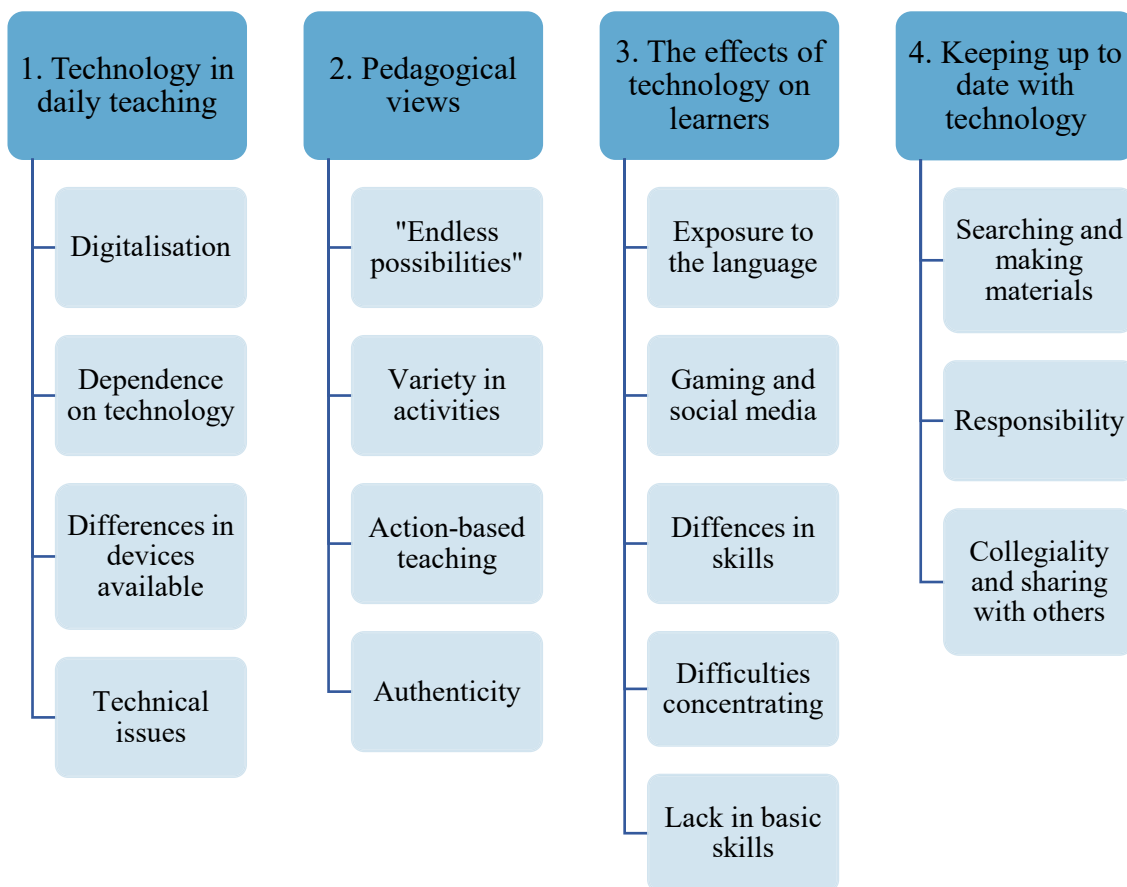 1. Technology in
daily teaching
Digitalisation
Dependence
on technology
Differences in
devices
available
Technical
issues
2. Pedagogical
views
"Endless
possibilities"
Variety in
activities
Action-based
teaching
Authenticity
3. The effects of
technology on
learners
Exposure to
the language
Gaming and
social media
Diffences in
skills
Difficulties
concentrating
Lack in basic
skills
4. Keeping up to
date with
technology
Searching and
making
materials
Responsibility
Collegiality
and sharing
with others